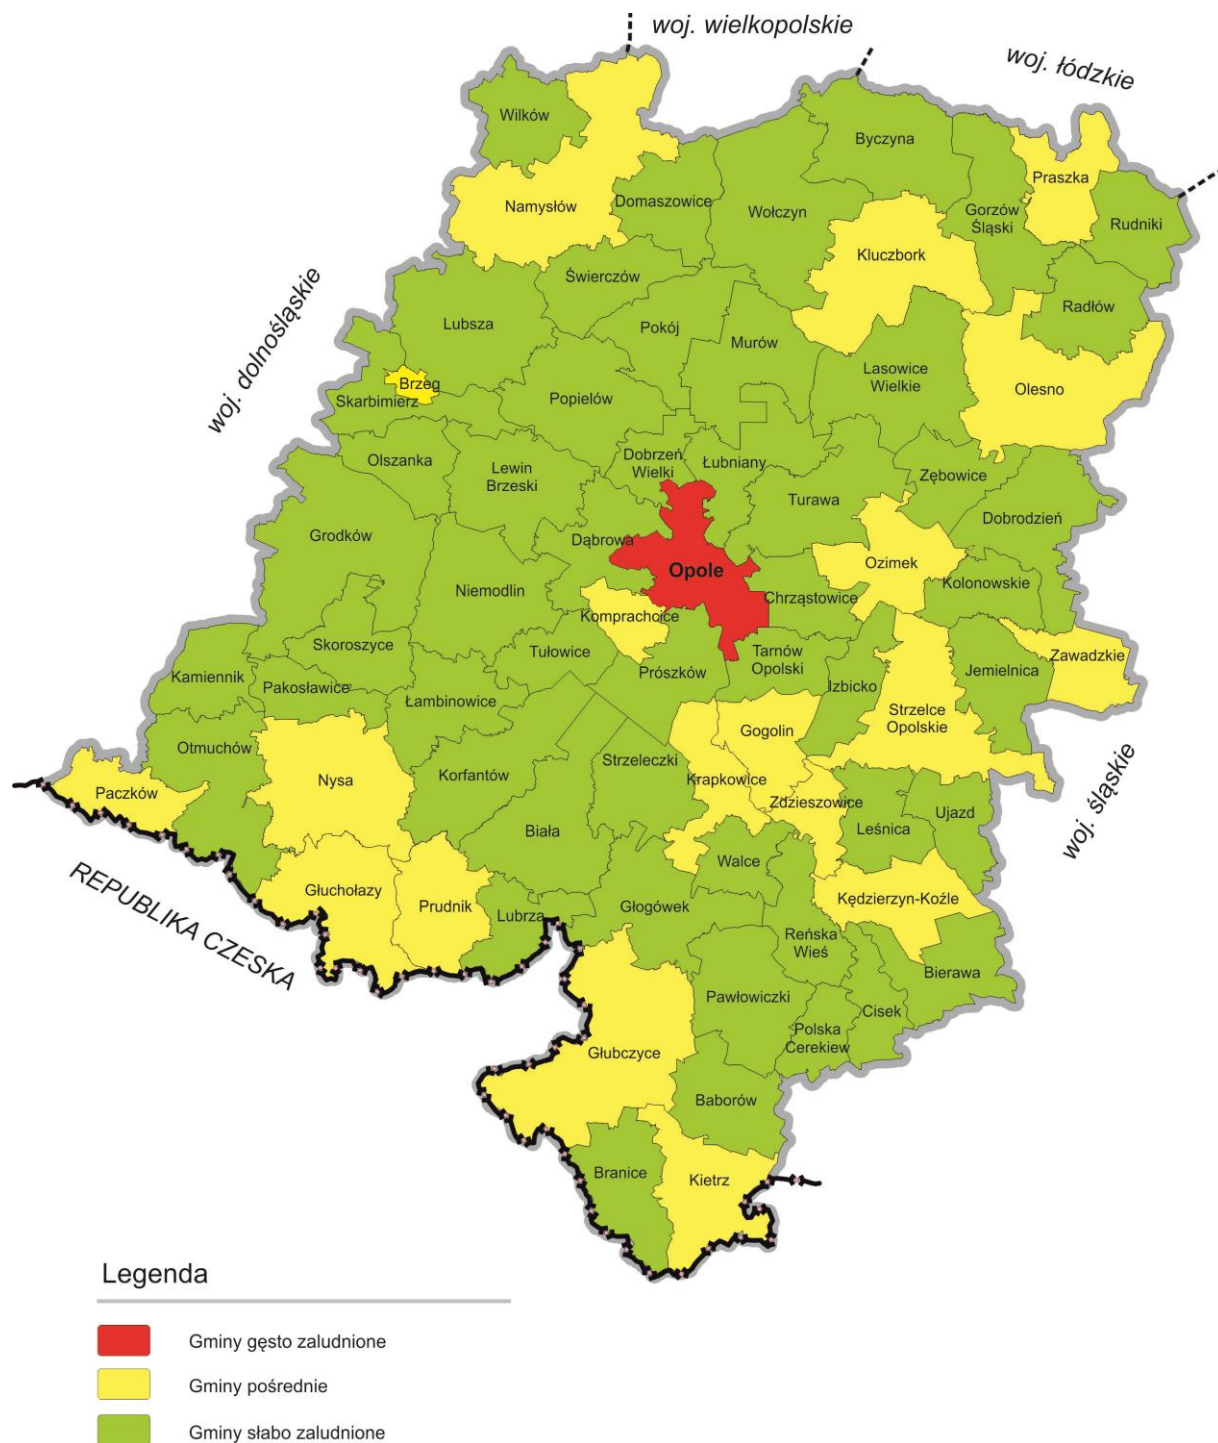 woj. wielkopolskie
woj. łódzkie
Wilków
Byczyna
Praszka
Namysłów
Domaszowice
Wołczyn
Gorzów
Śląski
Rudniki
Kluczbork
Świerczów
Radłów
woj. dolnośląskie
Lubsza
Pokój
Murów
Lasowice
Wielkie
Olesno
Brzeg
Skarbimierz
Popielów
Olszanka
Lewin
Brzeski
Dobrzeń
Wielki
Łubniany
Zębowice
Turawa
Dobrodzień
Grodków
Dąbrowa
Ozimek
Opole
Kolonowskie
Niemodlin
Chrząstowice
Komprachcice
Skoroszyce
Tułowice
Tarnów
Opolski
Prószków
Zawadzkie
Jemielnica
Kamiennik
Pakosławice
Łambinowice
Izbicko
Strzelce
Opolskie
Gogolin
Otmuchów
Strzeleczki
Nysa
Korfantów
Krapkowice
Paczków
Zdzieszowice
woj. śląskie
Ujazd
Biała
Leśnica
Walce
REPUBLIKA CZESKA
Głuchołazy
Prudnik
Lubrza
Głogówek
Kędzierzyn-Koźle
Reńska
Wieś
Bierawa
Pawłowiczki
Cisek
Polska
Cerekiew
Głubczyce
Baborów
Branice
Kietrz
Legenda
Gminy gęsto zaludnione
Gminy pośrednie
Gminy słabo zaludnione